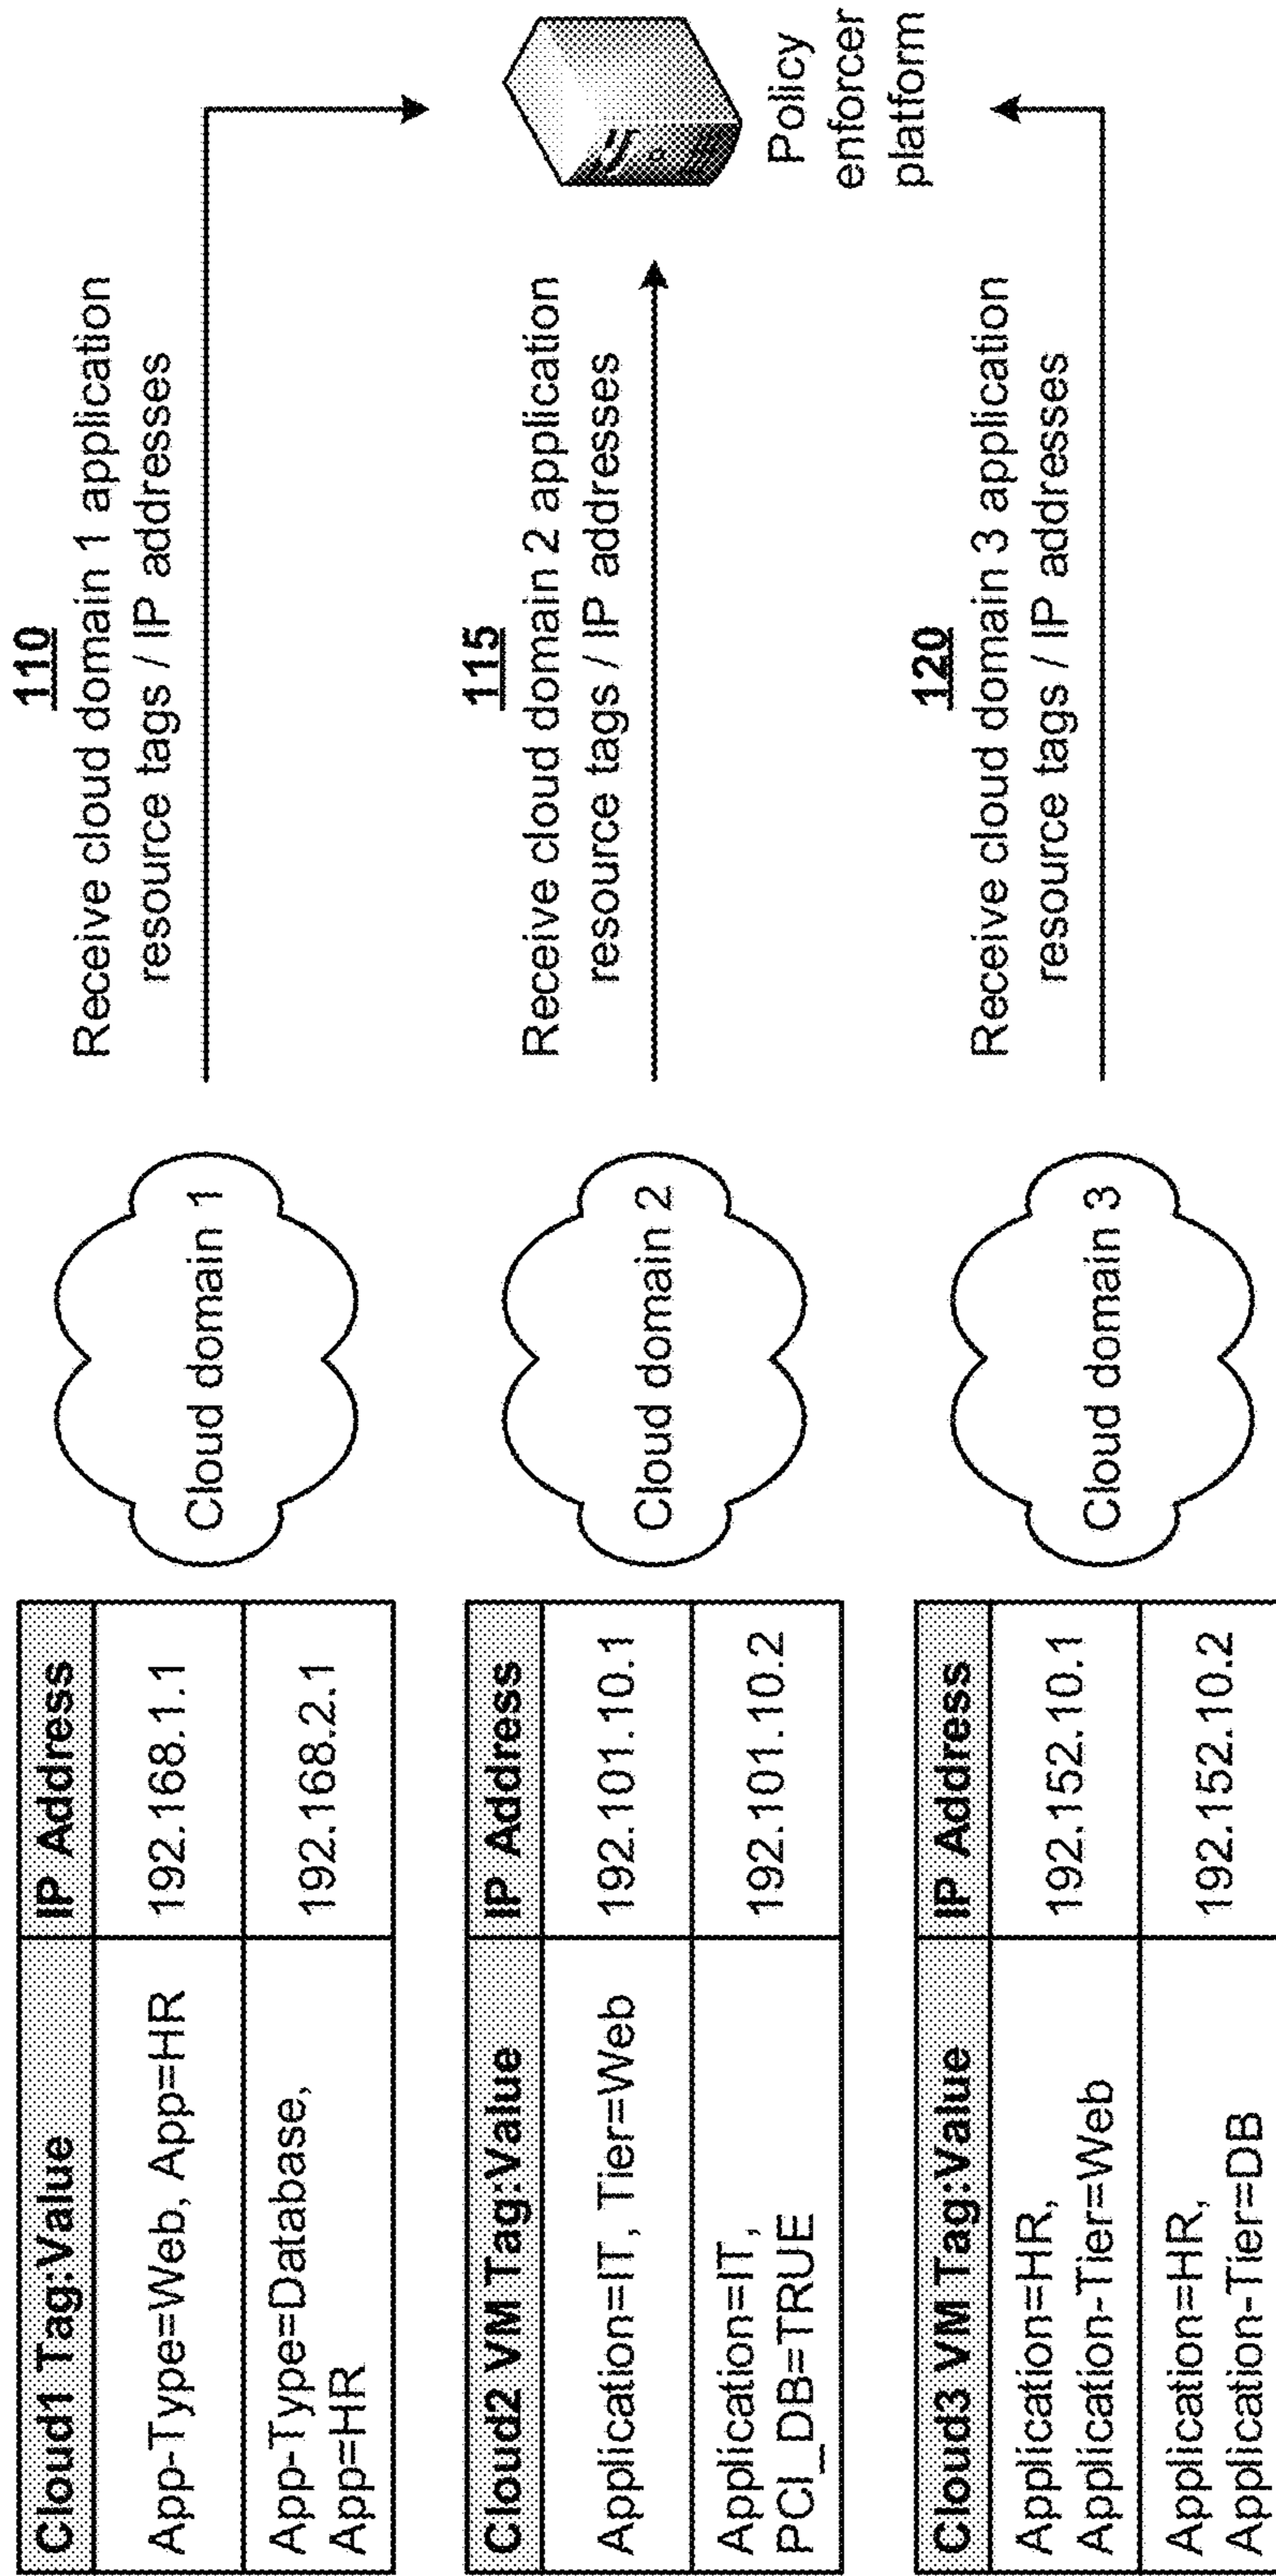 Cloud1 Tag:Value
IP Address
App-Type=Web, App=HR
192.168.1.1
App-Type=Database,
App=HR
192.168.2.1
Cloud domain 1
110
Receive cloud domain 1 application
resource tags / IP addresses
Cloud2 VM Tag:Value
IP Address
Application=IT, Tier=Web
192.101.10.1
Application=IT,
PCI_DB=TRUE
192.101.10.2
Cloud domain 2
115
Receive cloud domain 2 application
resource tags / IP addresses
Policy
enforcer
platform
Cloud3 VM Tag:Value
IP Address
Application=HR,
Application-Tier=Web
192.152.10.1
Application=HR,
Application-Tier=DB
192.152.10.2
Cloud domain 3
120
Receive cloud domain 3 application
resource tags / IP addresses